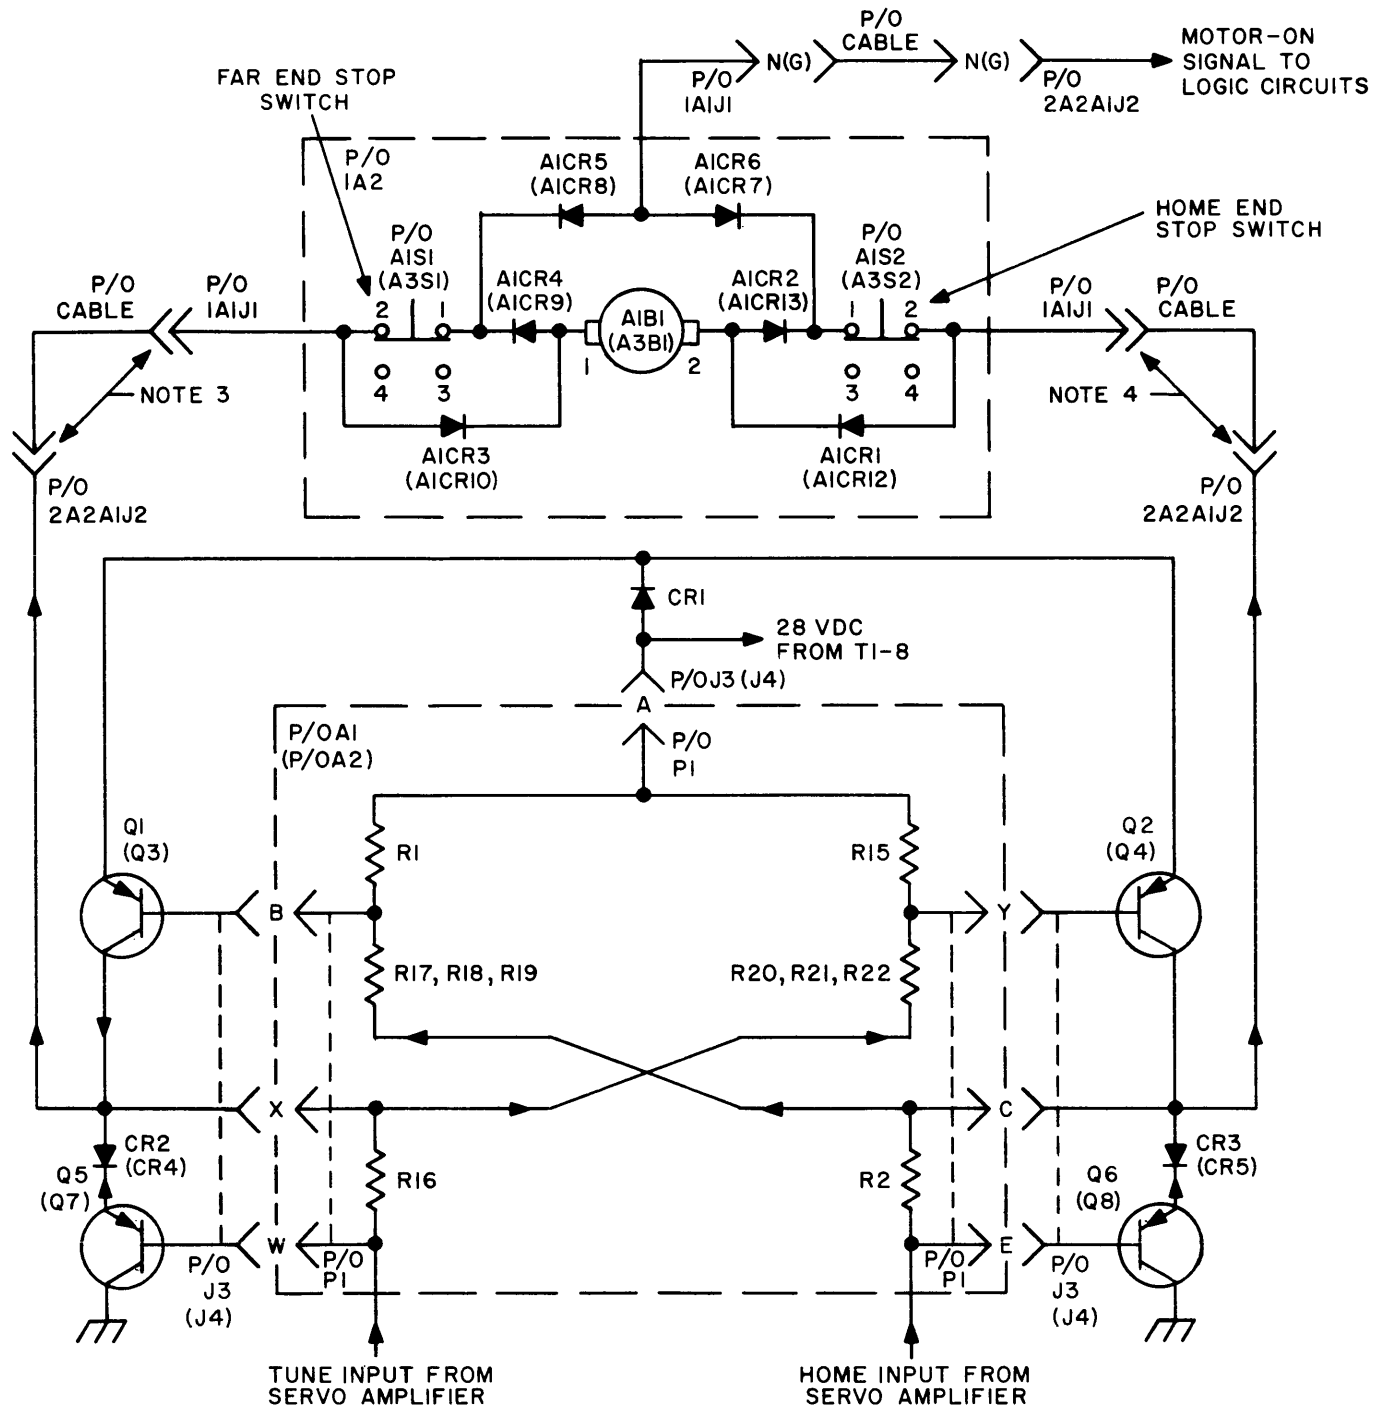 P/O
CABLE
N(G)
N(G)
MOTOR-ON
SIGNAL TO
LOGIC CIRCUITS
P/O
1A1J1
P/O
2A2A1J2
FAR END STOP
SWITCH
P/O
1A2
A1CR5
(A1CR8)
A1CR6
(A1CR7)
HOME END
STOP SWITCH
P/O
A1S1
(A3S1)
P/O
A1S2
(A3S2)
P/O
CABLE
P/O
1A1J1
2
1
A1CR4
(A1CR9)
A1B1
(A3B1)
A1CR2
(A1CR13)
1
2
P/O
1A1J1
P/O
CABLE
1
2
4
3
3
4
NOTE 3
NOTE 4
A1CR3
(A1CR10)
A1CR1
(A1CR12)
P/O
2A2A1J2
P/O
2A2A1J2
CR1
28 VDC
FROM T1-8
P/OJ3 (J4)
A
P/OA1
(P/OA2)
P/O
P1
Q1
(Q3)
R1
R15
Q2
(Q4)
B
Y
R17, R18, R19
R20, R21, R22
X
C
CR2
(CR4)
Q5
(Q7)
R16
R2
CR3
(CR5)
Q6
(Q8)
W
E
P/O
J3
(J4)
P/O
P1
P/O
P1
P/O
J3
(J4)
TUNE INPUT FROM
SERVO AMPLIFIER
HOME INPUT FROM
SERVO AMPLIFIER